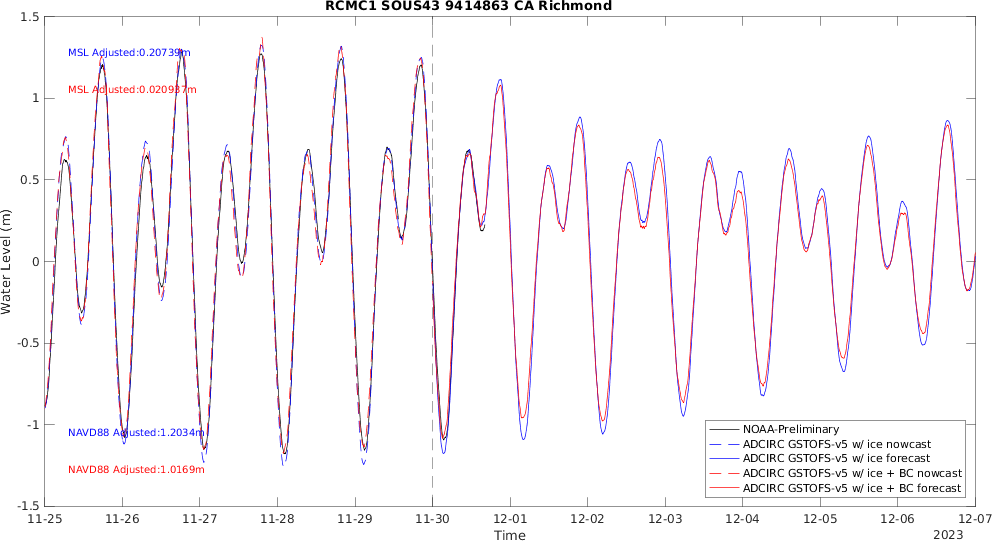 RCMC1 SOUS43 9414863 CA Richmond
MSL Adjusted:0.20739m
MSL Adjusted:0.020937m
NAVD88 Adjusted:1.2034m
NAVD88 Adjusted:1.0169m
Water Level (m)
1.5
1
0.5
0
-0.5
-1
-1.5
NOAA-Preliminary
ADCIRC GSTOFS-v5 w/ ice nowcast
ADCIRC GSTOFS-v5 w/ ice forecast
ADCIRC GSTOFS-v5 w/ ice + BC nowcast
ADCIRC GSTOFS-v5 w/ ice + BC forecast
11-25 11-26 11-27 11-28 11-29 11-30 12-01 12-02 12-03 12-04 12-05 12-06 12-07
Time
2023